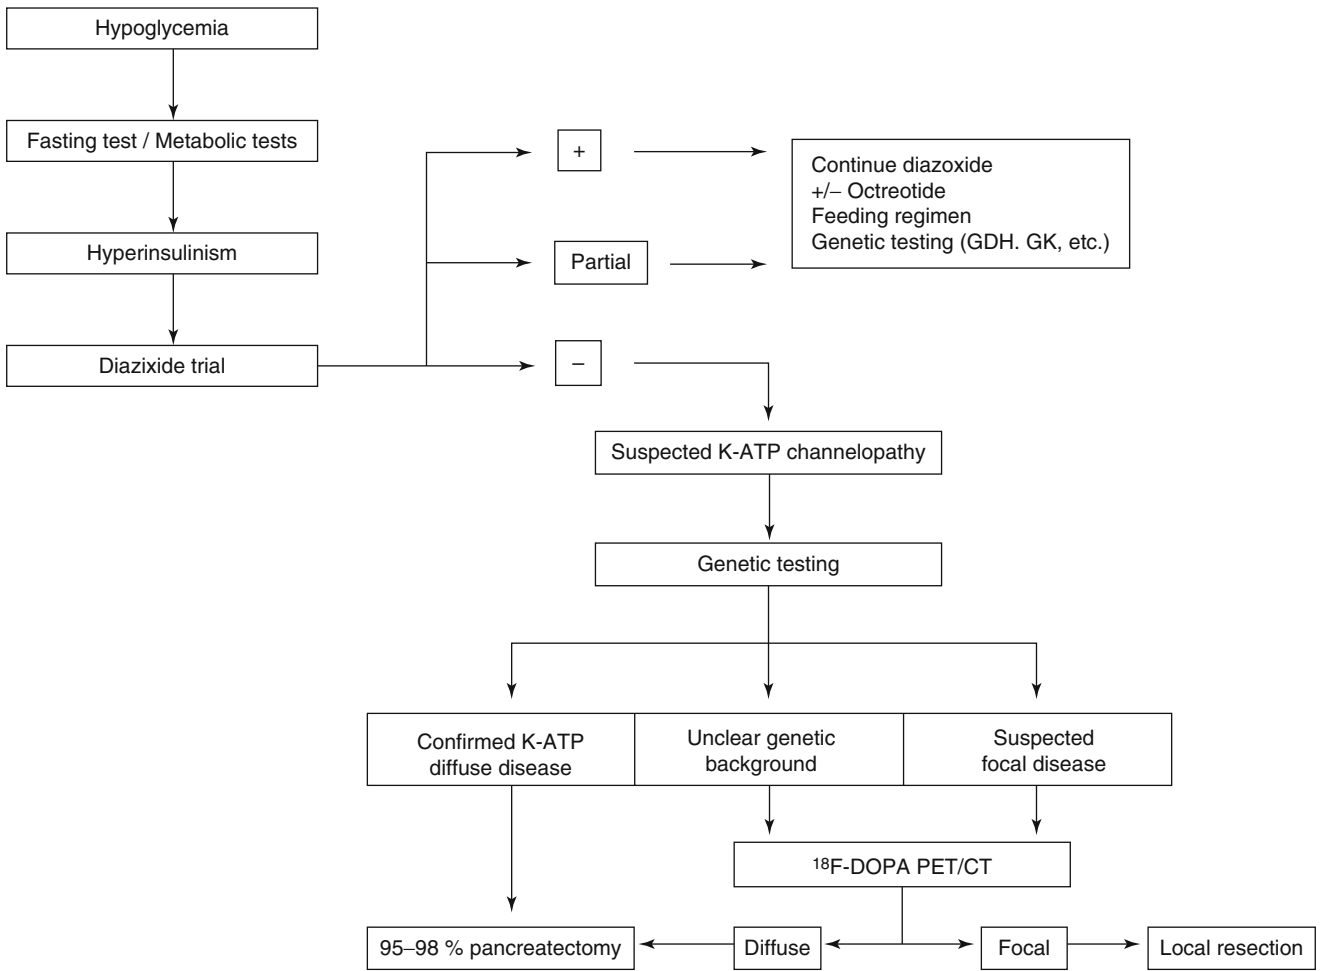 Hypoglycemia
Fasting test / Metabolic tests
Hyperinsulinism
Diazixide trial
+
Partial
–
Continue diazoxide
+/– Octreotide
Feeding regimen
Genetic testing (GDH. GK, etc.)
Suspected K-ATP channelopathy
Genetic testing
Confirmed K-ATP
diffuse disease
Unclear genetic
background
Suspected
focal disease
¹⁸F-DOPA PET/CT
95–98 % pancreatectomy
Diffuse
Focal
Local resection